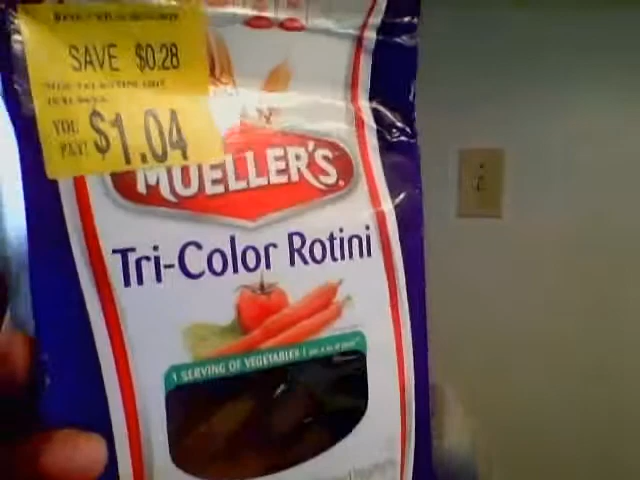 SAVE $0.28
YOU
PAY:
$1.04
MUELLER'S
Tri-Color Rotini
1 SERVING OF VEGETABLES